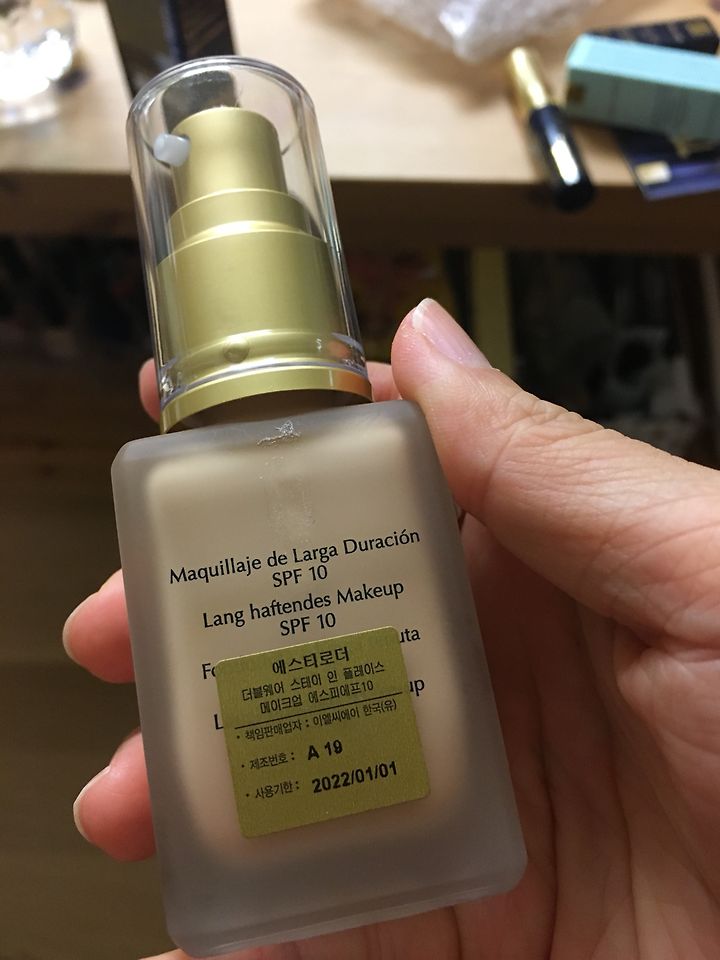 Maquillaje de Larga Duración
SPF 10
Lang haftendes Makeup
SPF 10
에스티로더
더블웨어 스테이 인 플레이스
메이크업 에스피에프10
• 책임판매업자 : 이엘씨에이 한국(유)
• 제조번호 : A 19
• 사용기한 : 2022/01/01